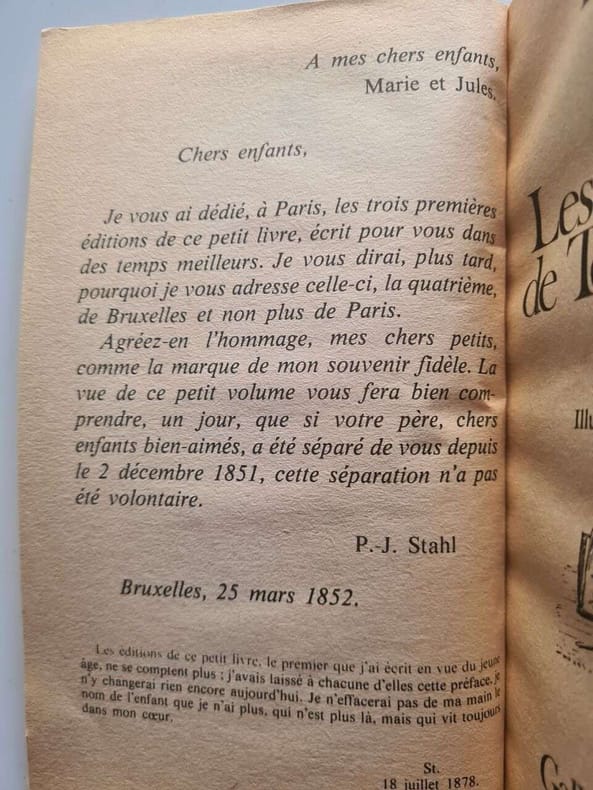 A mes chers enfants,
Marie et Jules.
Chers enfants,
Je vous ai dédié, à Paris, les trois premières
éditions de ce petit livre, écrit pour vous dans
des temps meilleurs. Je vous dirai, plus tard,
pourquoi je vous adresse celle-ci, la quatrième,
de Bruxelles et non plus de Paris.
Agréez-en l'hommage, mes chers petits,
comme la marque de mon souvenir fidèle. La
vue de ce petit volume vous fera bien com-
prendre, un jour, que si votre père, chers
enfants bien-aimés, a été séparé de vous depuis
le 2 décembre 1851, cette séparation n'a pas
été volontaire.
P.-J. Stahl
Bruxelles, 25 mars 1852.
Les éditions de ce petit livre, le premier que j'ai écrit en vue du jeune
âge, ne se comptent plus ; j'avais laissé à chacune d'elles cette préface, je
n'y changerai rien encore aujourd'hui. Je n'effacerai pas de ma main le
nom de l'enfant que je n'ai plus, qui n'est plus là, mais qui vit toujours
dans mon cœur.
St.
18 juillet 1878.
Les
de
Illu